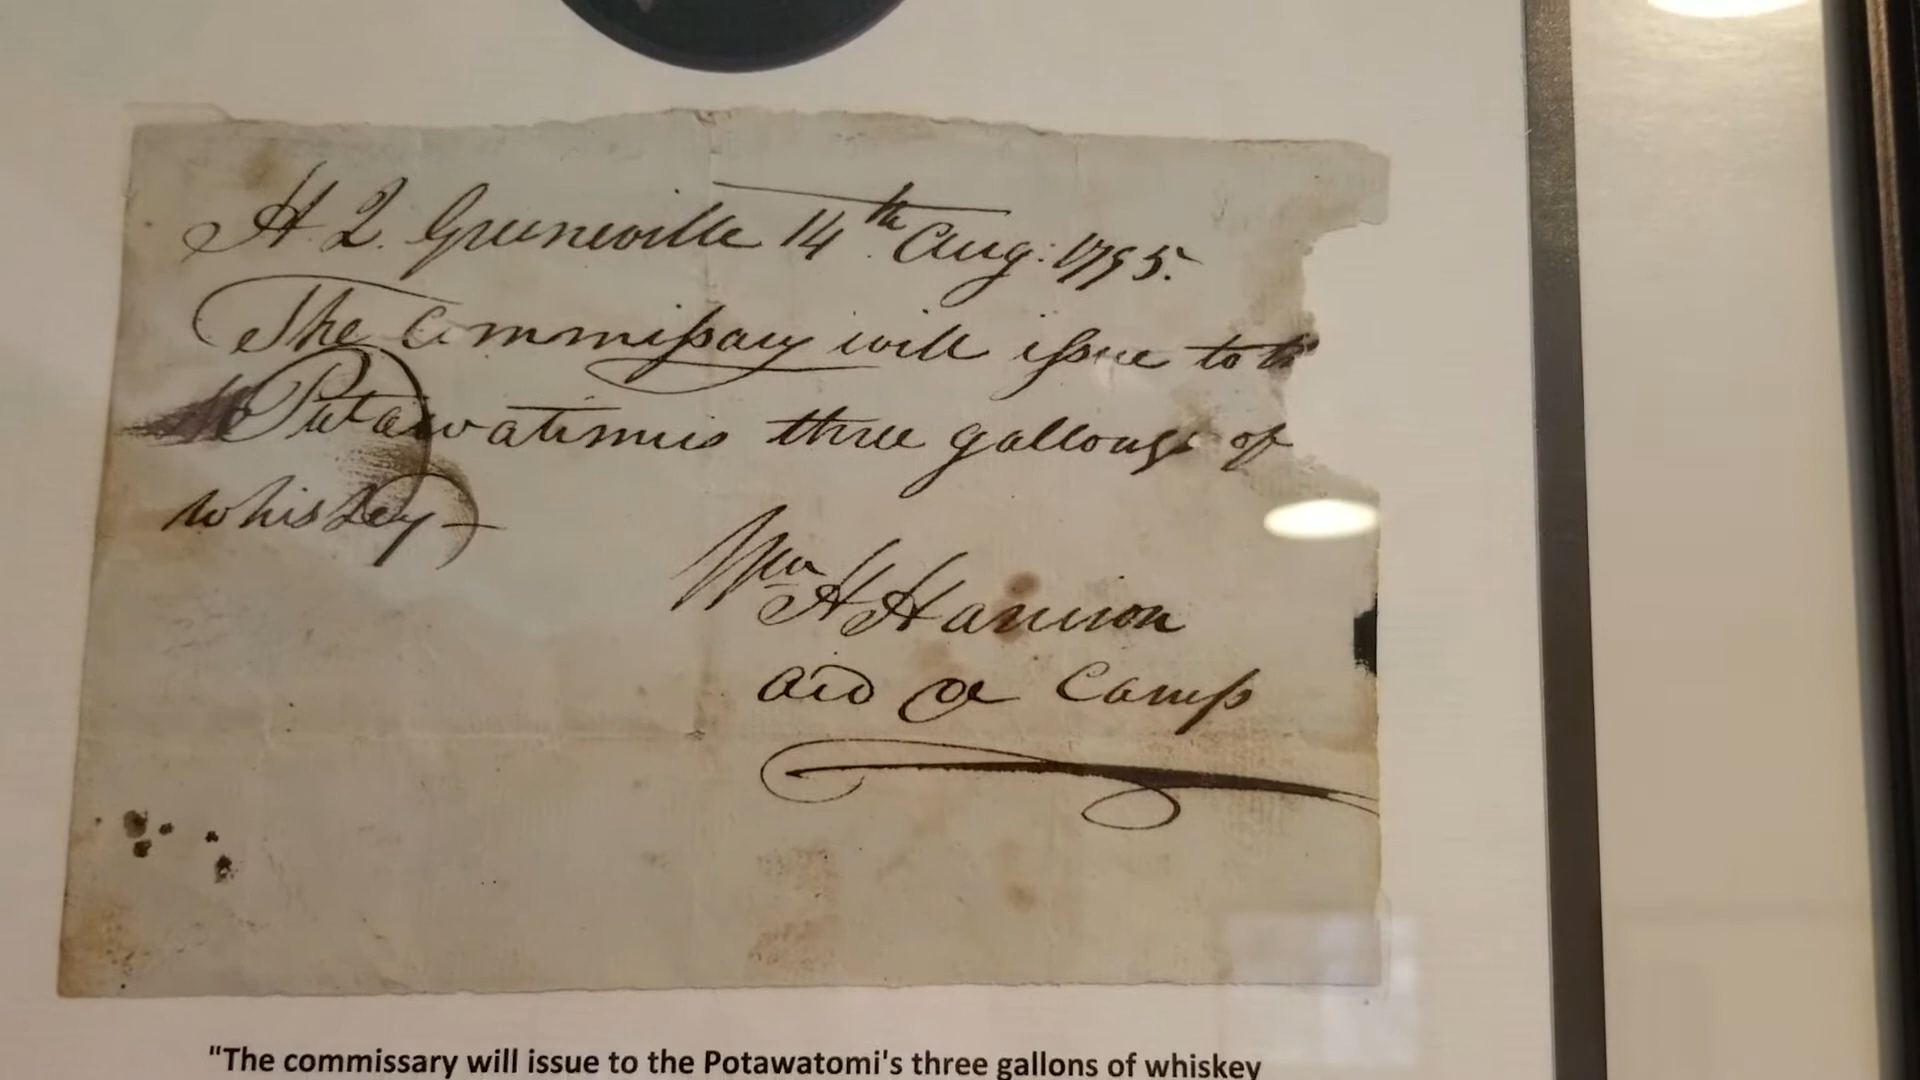 H Q. Greeneville 14th Aug: 1795.
The Commissary will issue to the
Putawatimies three gallons of
whiskey—
Wm H Harrison
aid de Camp
"The commissary will issue to the Potawatomi's three gallons of whiskey